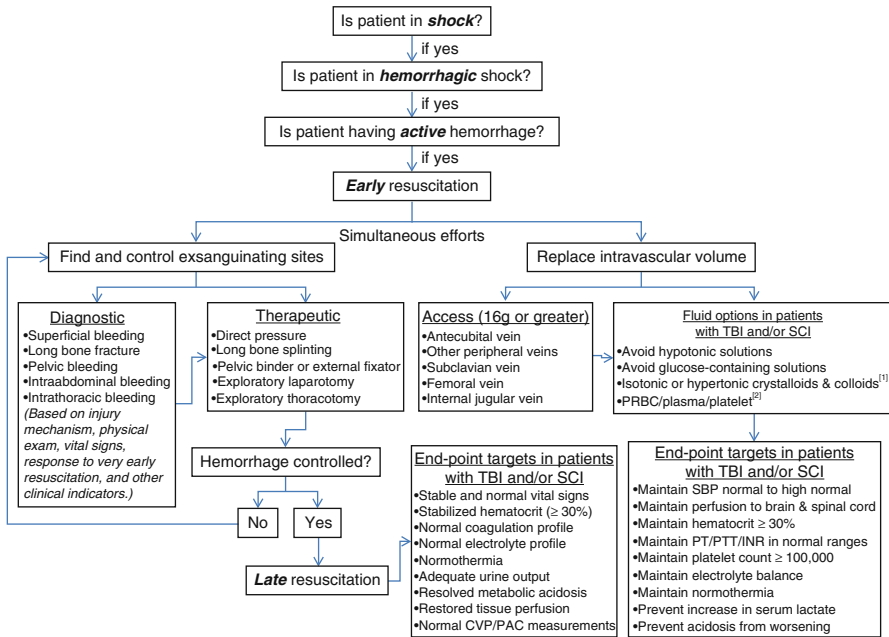 Is patient in shock?
if yes
Is patient in hemorrhagic shock?
if yes
Is patient having active hemorrhage?
if yes
Early resuscitation
Simultaneous efforts
Find and control exsanguinating sites
Replace intravascular volume
Diagnostic
•Superficial bleeding
•Long bone fracture
•Pelvic bleeding
•Intraabdominal bleeding
•Intrathoracic bleeding
(Based on injury
mechanism, physical
exam, vital signs,
response to very early
resuscitation, and other
clinical indicators.)
Therapeutic
•Direct pressure
•Long bone splinting
•Pelvic binder or external fixator
•Exploratory laparotomy
•Exploratory thoracotomy
Access (16g or greater)
•Antecubital vein
•Other peripheral veins
•Subclavian vein
•Femoral vein
•Internal jugular vein
Fluid options in patients
with TBI and/or SCI
•Avoid hypotonic solutions
•Avoid glucose-containing solutions
•Isotonic or hypertonic crystalloids & colloids[1]
•PRBC/plasma/platelet[2]
Hemorrhage controlled?
No
Yes
Late resuscitation
End-point targets in patients
with TBI and/or SCI
•Stable and normal vital signs
•Stabilized hematocrit (≥ 30%)
•Normal coagulation profile
•Normal electrolyte profile
•Normothermia
•Adequate urine output
•Resolved metabolic acidosis
•Restored tissue perfusion
•Normal CVP/PAC measurements
End-point targets in patients
with TBI and/or SCI
•Maintain SBP normal to high normal
•Maintain perfusion to brain & spinal cord
•Maintain hematocrit ≥ 30%
•Maintain PT/PTT/INR in normal ranges
•Maintain platelet count ≥ 100,000
•Maintain electrolyte balance
•Maintain normothermia
•Prevent increase in serum lactate
•Prevent acidosis from worsening